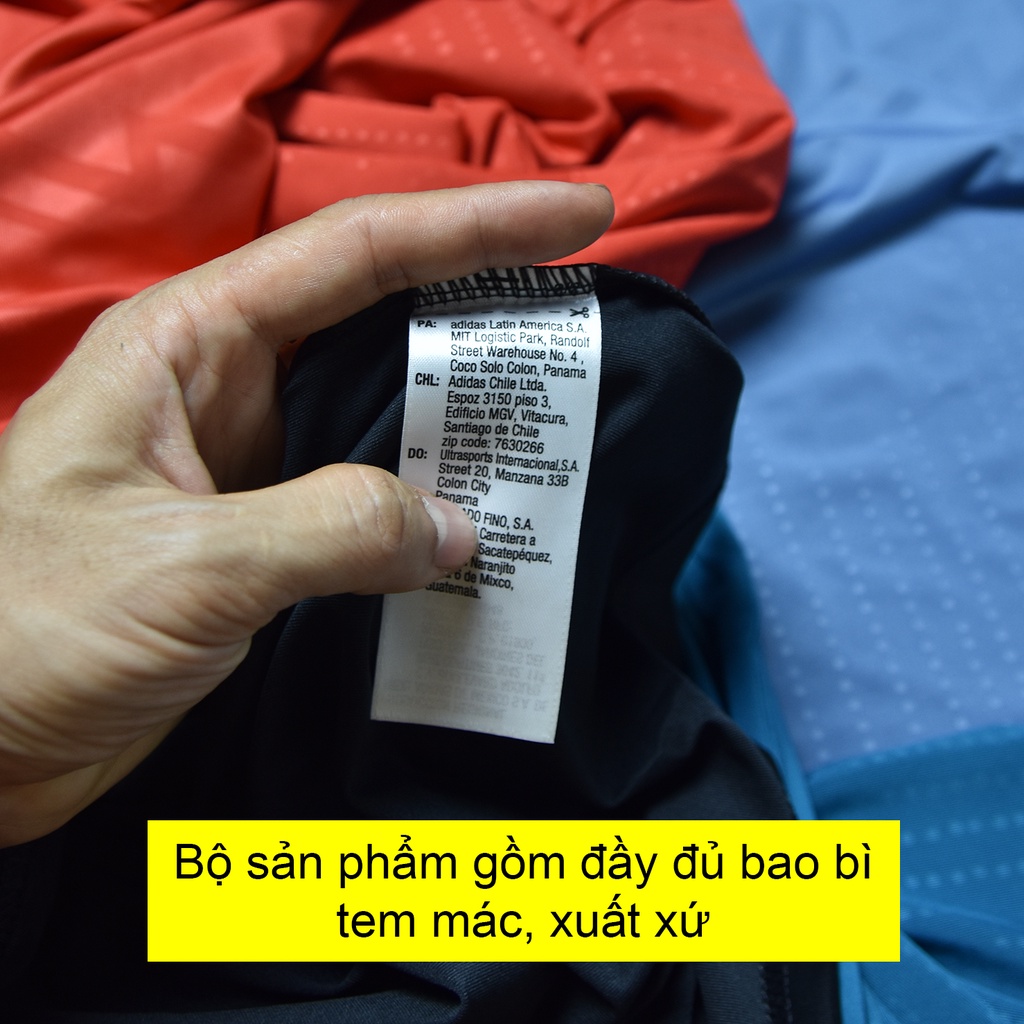 PA: adidas Latin America S.A.
MIT Logistic Park, Randolf
Street Warehouse No. 4 ,
Coco Solo Colon, Panama
CHL: Adidas Chile Ltda.
Espoz 3150 piso 3,
Edificio MGV, Vitacura,
Santiago de Chile
zip code: 7630266
DO: Ultrasports Internacional,S.A.
Street 20, Manzana 33B
Colon City
Panama
FINO, S.A.
Carretera a
Sacatepéquez,
Naranjito
6 de Mixco,
Guatemala.
Bộ sản phẩm gồm đầy đủ bao bì
tem mác, xuất xứ